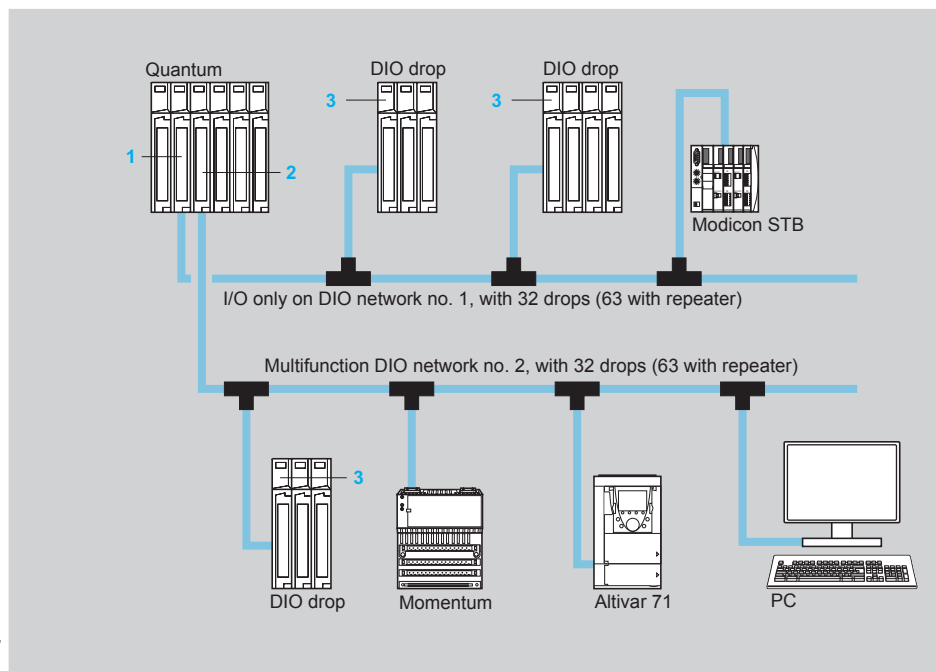 Quantum
DIO drop
DIO drop
3
3
1
2
Modicon STB
I/O only on DIO network no. 1, with 32 drops (63 with repeater)
Multifunction DIO network no. 2, with 32 drops (63 with repeater)
3
DIO drop
Momentum
Altivar 71
PC